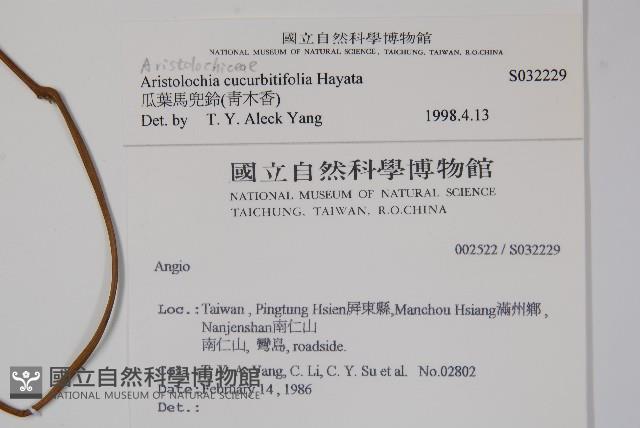 國立自然科學博物館
NATIONAL MUSEUM OF NATURAL SCIENCE, TAICHUNG, TAIWAN, R.O.CHINA
Aristolochiceae
Aristolochia cucurbitifolia Hayata S032229
瓜葉馬兜鈴(青木香)
Det. by T. Y. Aleck Yang 1998.4.13
國立自然科學博物館
NATIONAL MUSEUM OF NATURAL SCIENCE
TAICHUNG, TAIWAN, R.O.CHINA
002522 / S032229
Angio
Loc.: Taiwan , Pingtung Hsien屏東縣,Manchou Hsiang滿州鄉 ,
Nanjenshan南仁山
南仁山, 彎島, roadside.
Yang, C. Li, C. Y. Su et al. No.02802
Date: February 14 , 1986
Det.:
國立自然科學博物館
NATIONAL MUSEUM OF NATURAL SCIENCE